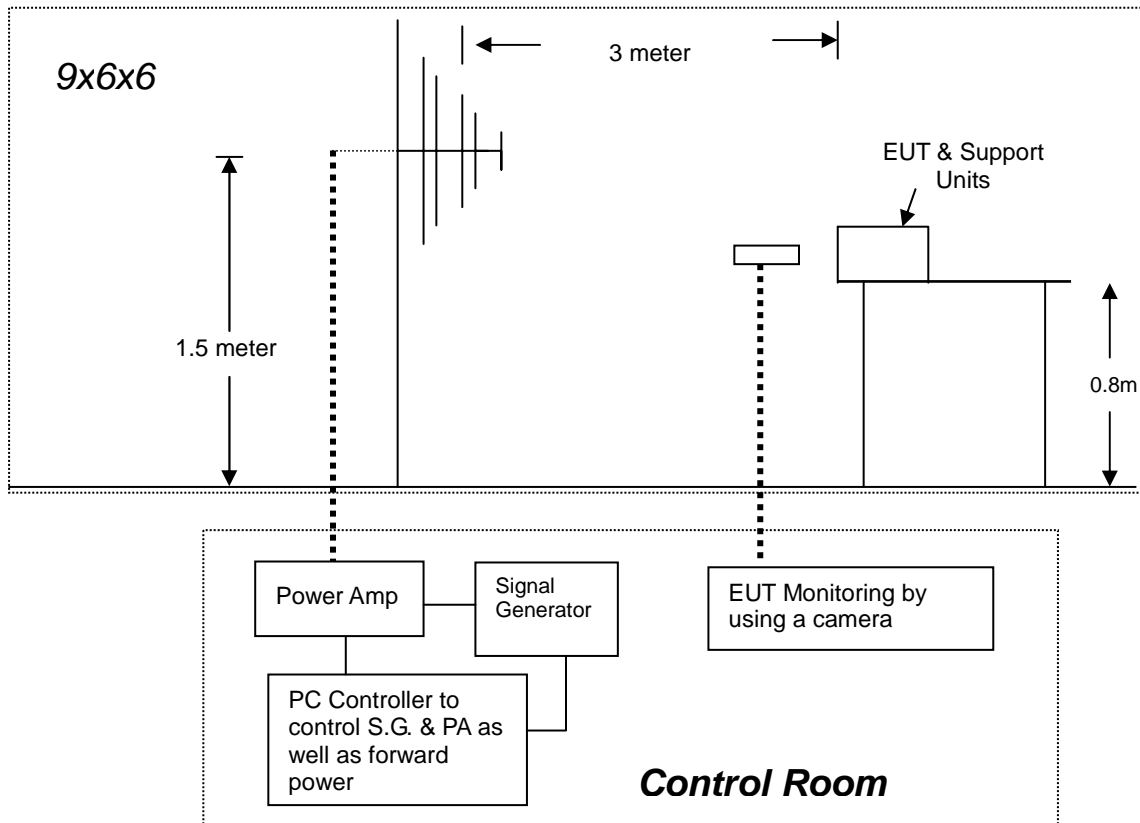 9x6x6
3 meter
EUT & Support
Units
1.5 meter
0.8m
Power Amp
Signal
Generator
EUT Monitoring by
using a camera
PC Controller to
control S.G. & PA as
well as forward
power
Control Room